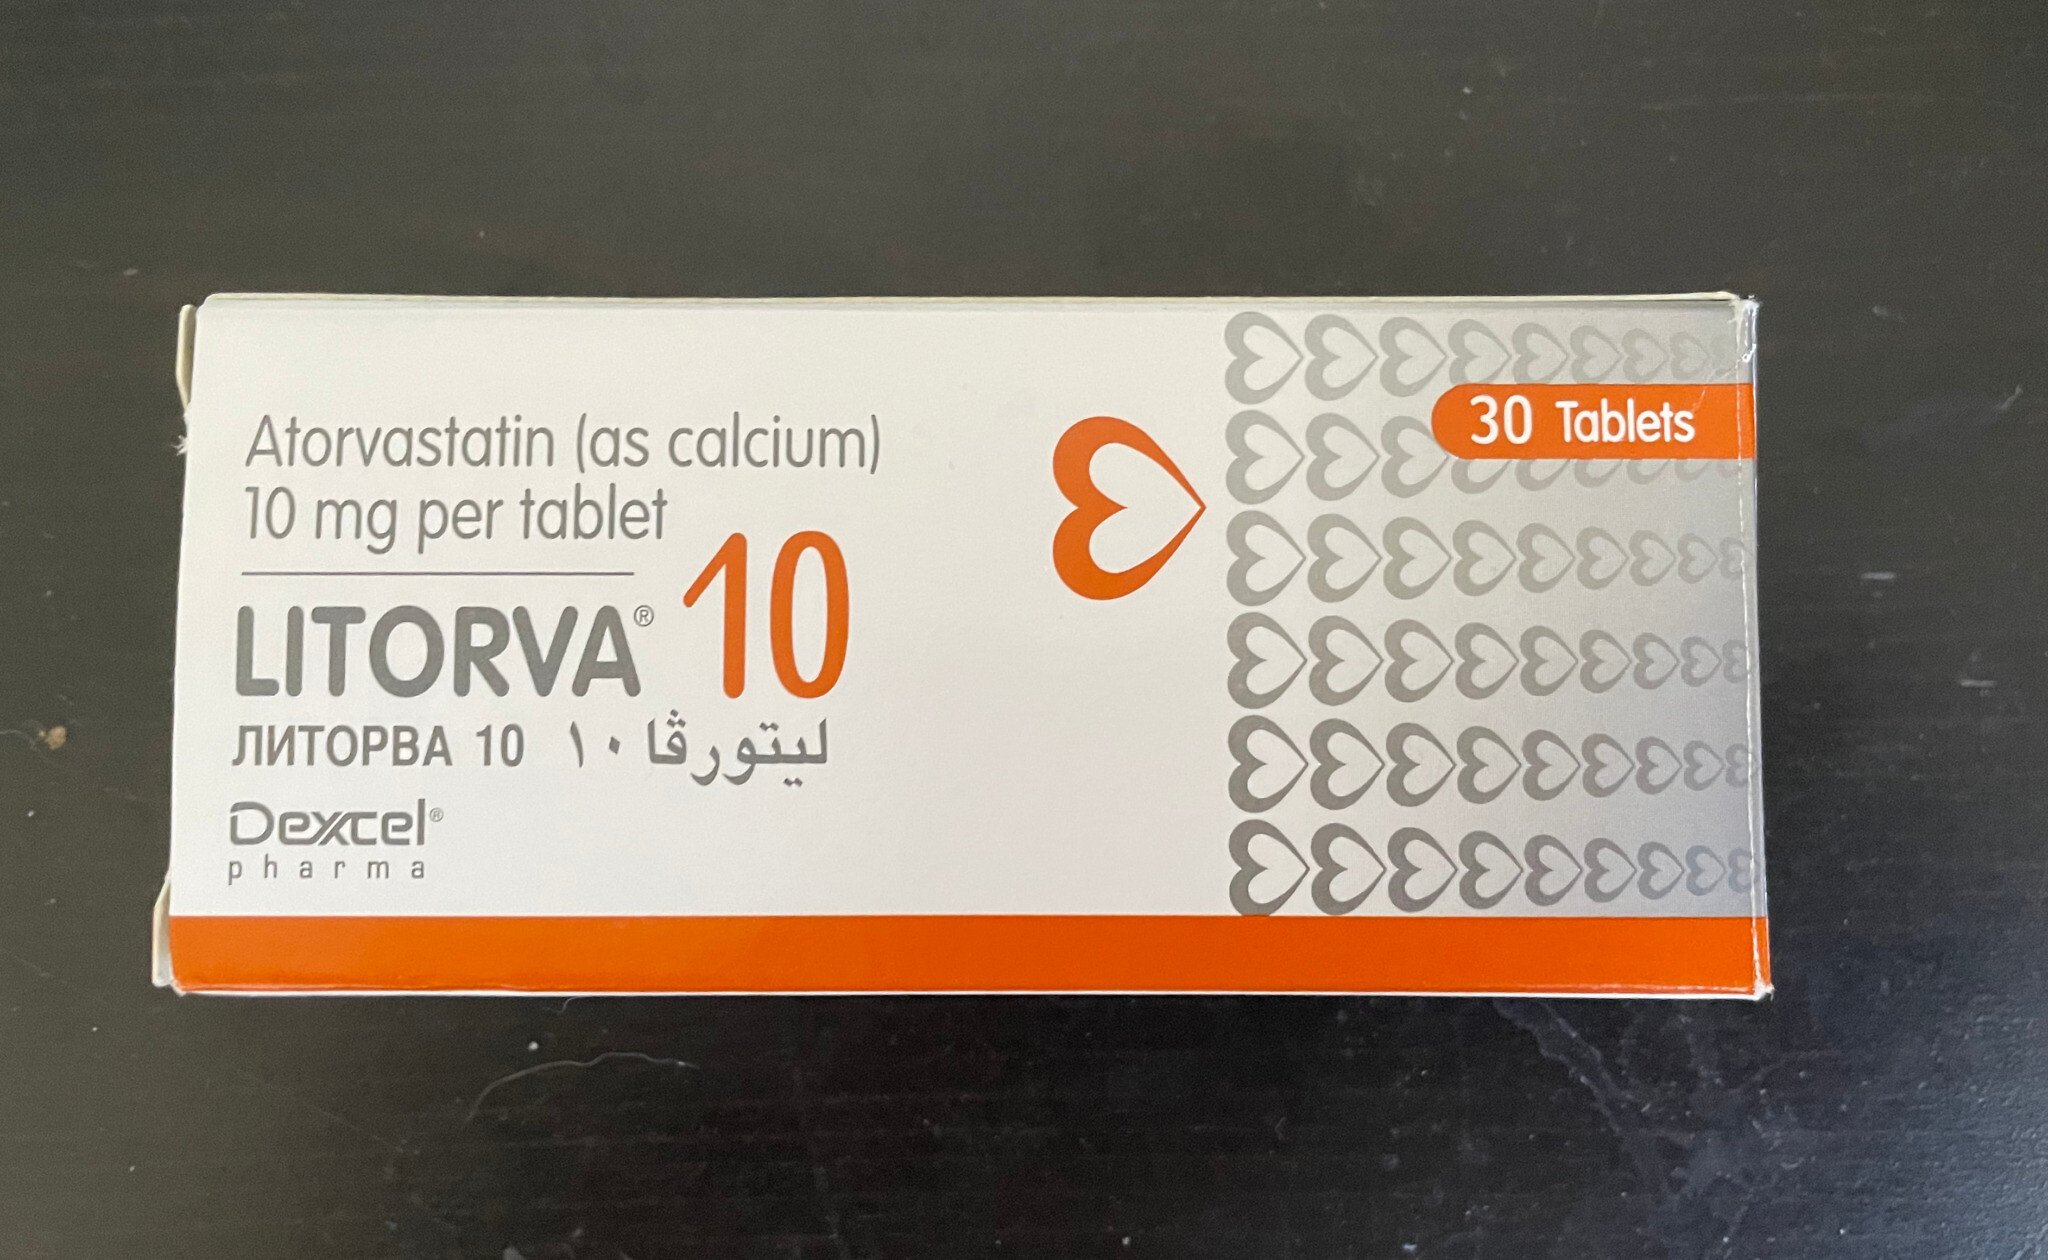 Atorvastatin (as calcium)
10 mg per tablet
LITORVA® 10
ЛИТОРВА 10 ليتورڤا ١٠
Dexcel®
pharma
30 Tablets